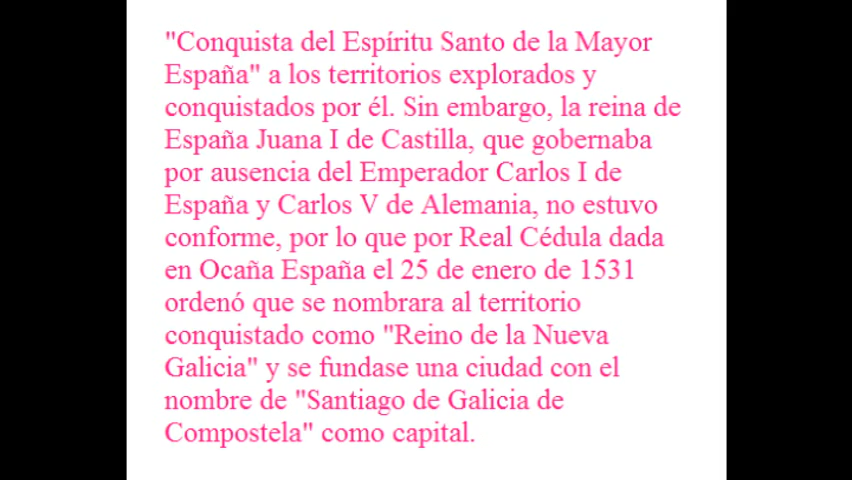 "Conquista del Espíritu Santo de la Mayor
España" a los territorios explorados y
conquistados por él. Sin embargo, la reina de
España Juana I de Castilla, que gobernaba
por ausencia del Emperador Carlos I de
España y Carlos V de Alemania, no estuvo
conforme, por lo que por Real Cédula dada
en Ocaña España el 25 de enero de 1531
ordenó que se nombrara al territorio
conquistado como "Reino de la Nueva
Galicia" y se fundase una ciudad con el
nombre de "Santiago de Galicia de
Compostela" como capital.